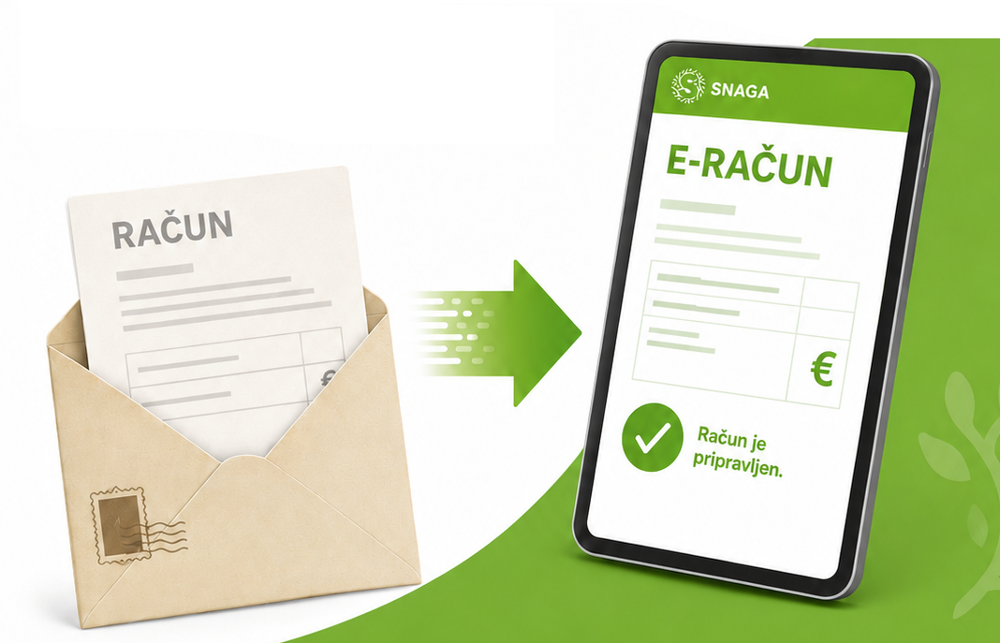 RAČUN
€
SNAGA
E-RAČUN
€
Račun je
pripravljen.